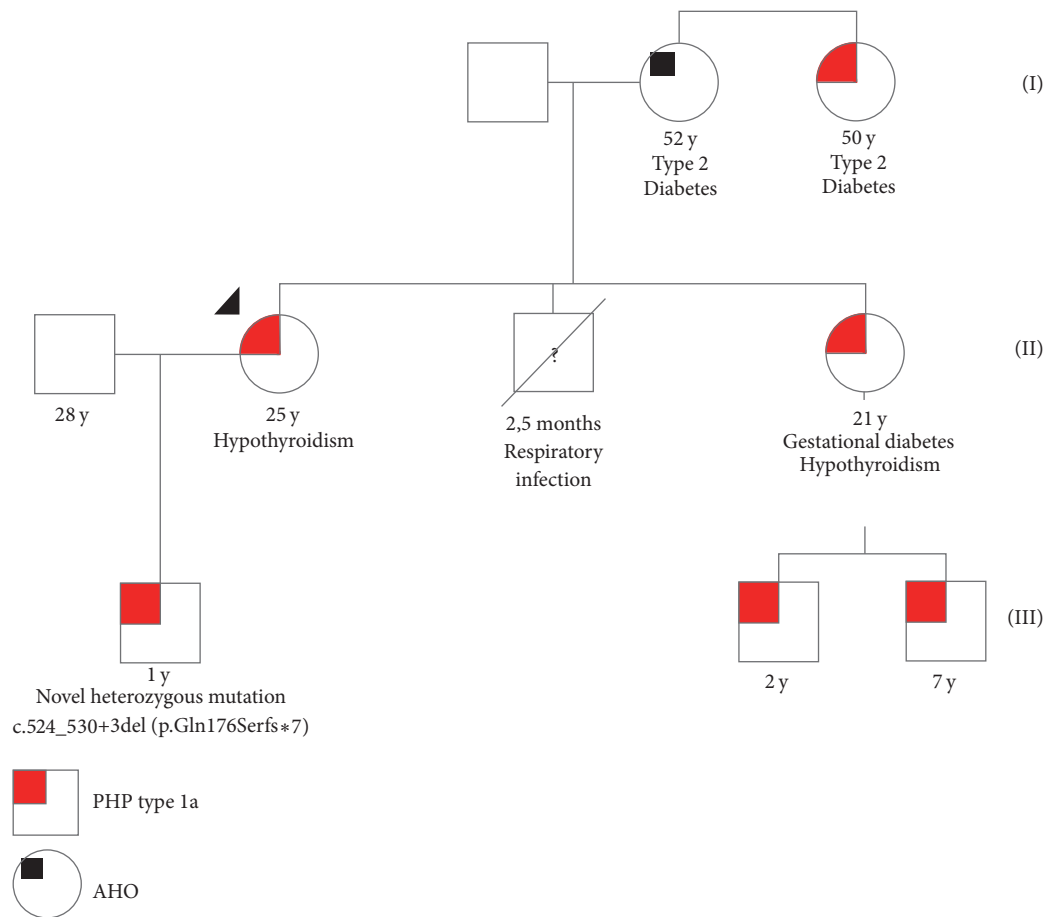 (I)
52 y
Type 2
Diabetes
50 y
Type 2
Diabetes
(II)
28 y
25 y
Hypothyroidism
?
2,5 months
Respiratory
infection
21 y
Gestational diabetes
Hypothyroidism
(III)
1 y
Novel heterozygous mutation
c.524_530+3del (p.Gln176Serfs∗7)
2 y
7 y
PHP type 1a
AHO